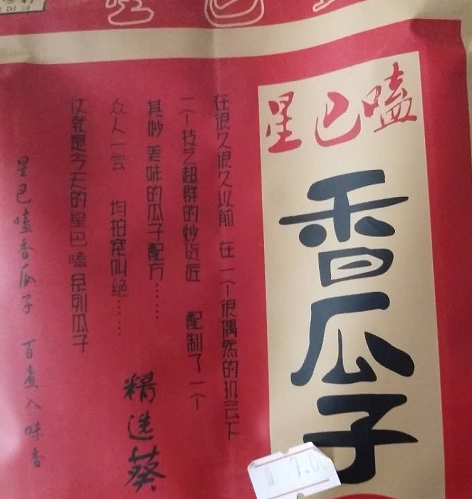 星巴嗑
香瓜子
在很久很久以前 在一个很偶然的机会下
一个技艺超群的炒货匠 配制了一个
其妙美味的瓜子配方……
众人一尝 均拍案叫绝……
这就是今天的星巴嗑系列瓜子
星巴嗑香瓜子 百煮入味香
精选葵